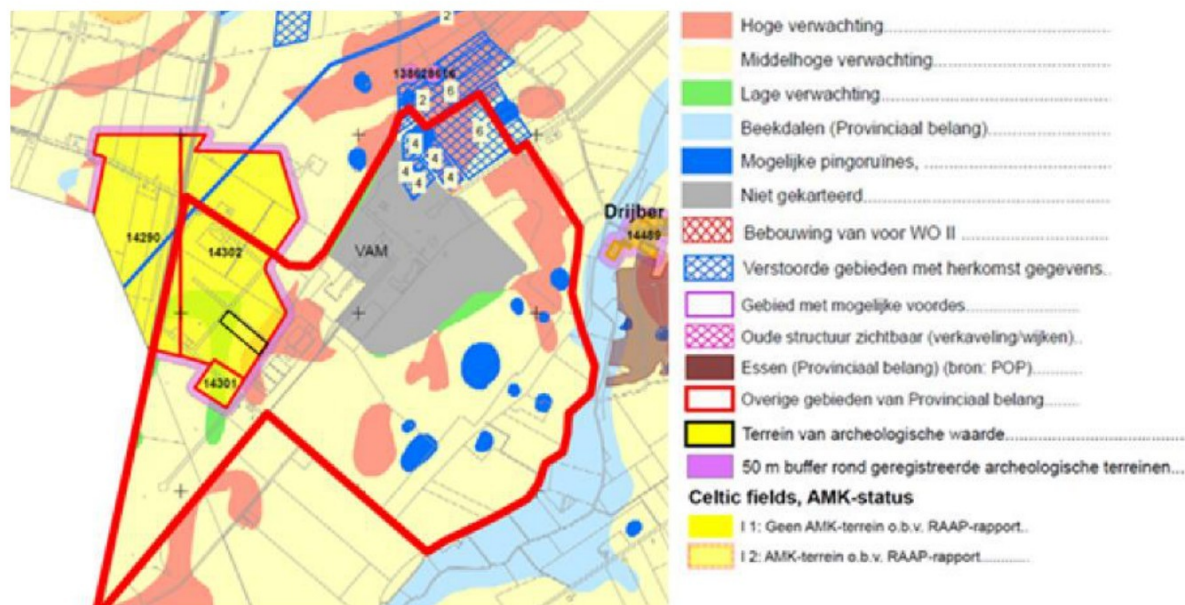 2
138628606
2
6
6
4
4
4
4
4
14290
14302
VAM
14301
Drijber
14489
Hoge verwachting
Middelhoge verwachting
Lage verwachting
Beekdalen (Provinciaal belang)
Mogelijke pingoruïnes,
Niet gekarteerd
Bebouwing van voor WO II
Verstoorde gebieden met herkomst gegevens..
Gebied met mogelijke voordes
Oude structuur zichtbaar (verkaveling/wijken)..
Essen (Provinciaal belang) (bron: POP)
Overige gebieden van Provinciaal belang
Terrein van archeologische waarde
50 m buffer rond geregistreerde archeologische terreinen...
Celtic fields, AMK-status
I 1: Geen AMK-terrein o.b.v. RAAP-rapport..
I 2: AMK-terrein o.b.v. RAAP-rapport